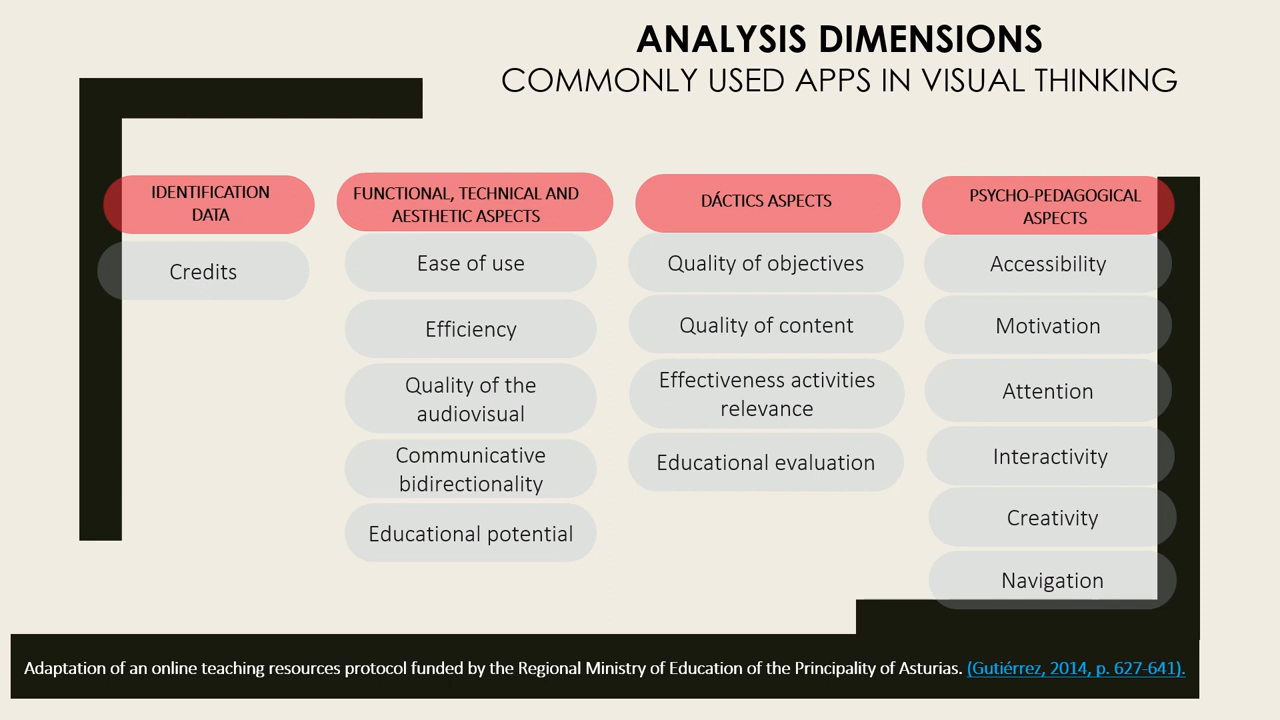 ANALYSIS DIMENSIONS
COMMONLY USED APPS IN VISUAL THINKING
IDENTIFICATION
DATA
Credits
FUNCTIONAL, TECHNICAL AND
AESTHETIC ASPECTS
Ease of use
Efficiency
Quality of the
audiovisual
Communicative
bidirectionality
Educational potential
DÁCTICS ASPECTS
Quality of objectives
Quality of content
Effectiveness activities
relevance
Educational evaluation
PSYCHO-PEDAGOGICAL
ASPECTS
Accessibility
Motivation
Attention
Interactivity
Creativity
Navigation
Adaptation of an online teaching resources protocol funded by the Regional Ministry of Education of the Principality of Asturias. (Gutiérrez, 2014, p. 627-641).